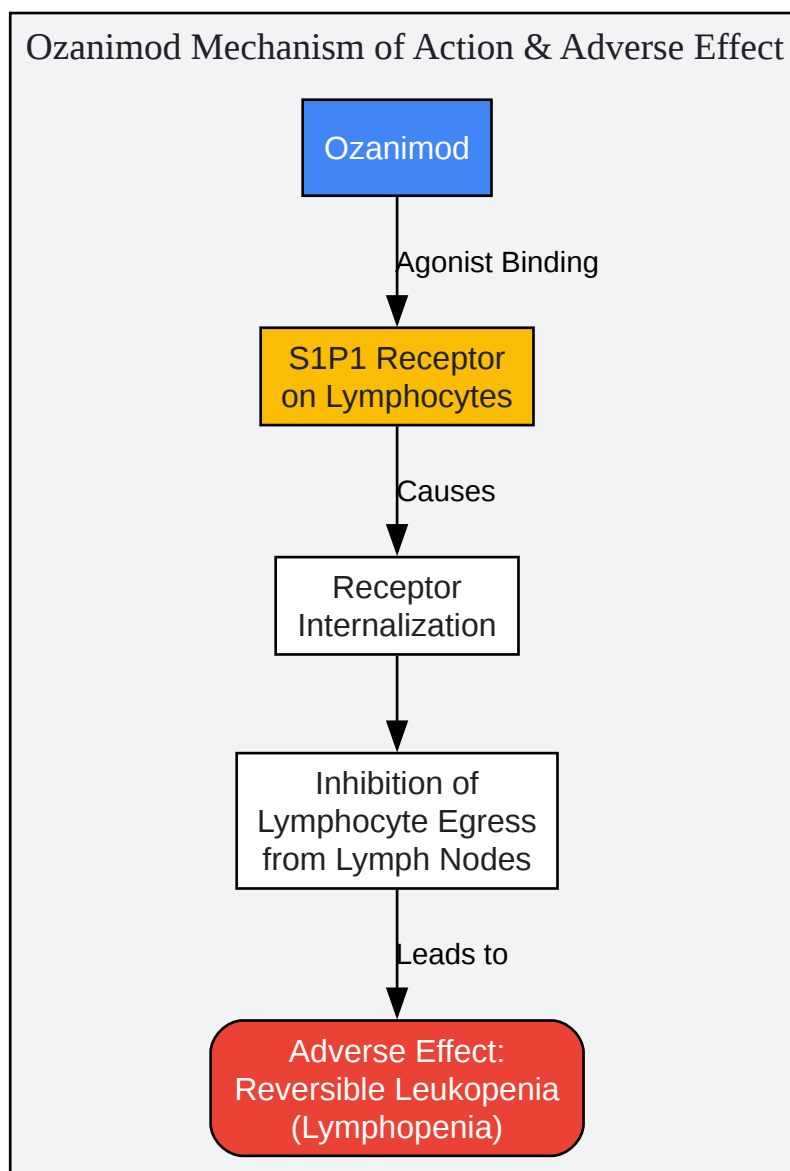 Ozanimod Mechanism of Action & Adverse Effect
Ozanimod
Agonist Binding
S1P1 Receptor
on Lymphocytes
Causes
Receptor
Internalization
Inhibition of
Lymphocyte Egress
from Lymph Nodes
Leads to
Adverse Effect:
Reversible Leukopenia
(Lymphopenia)